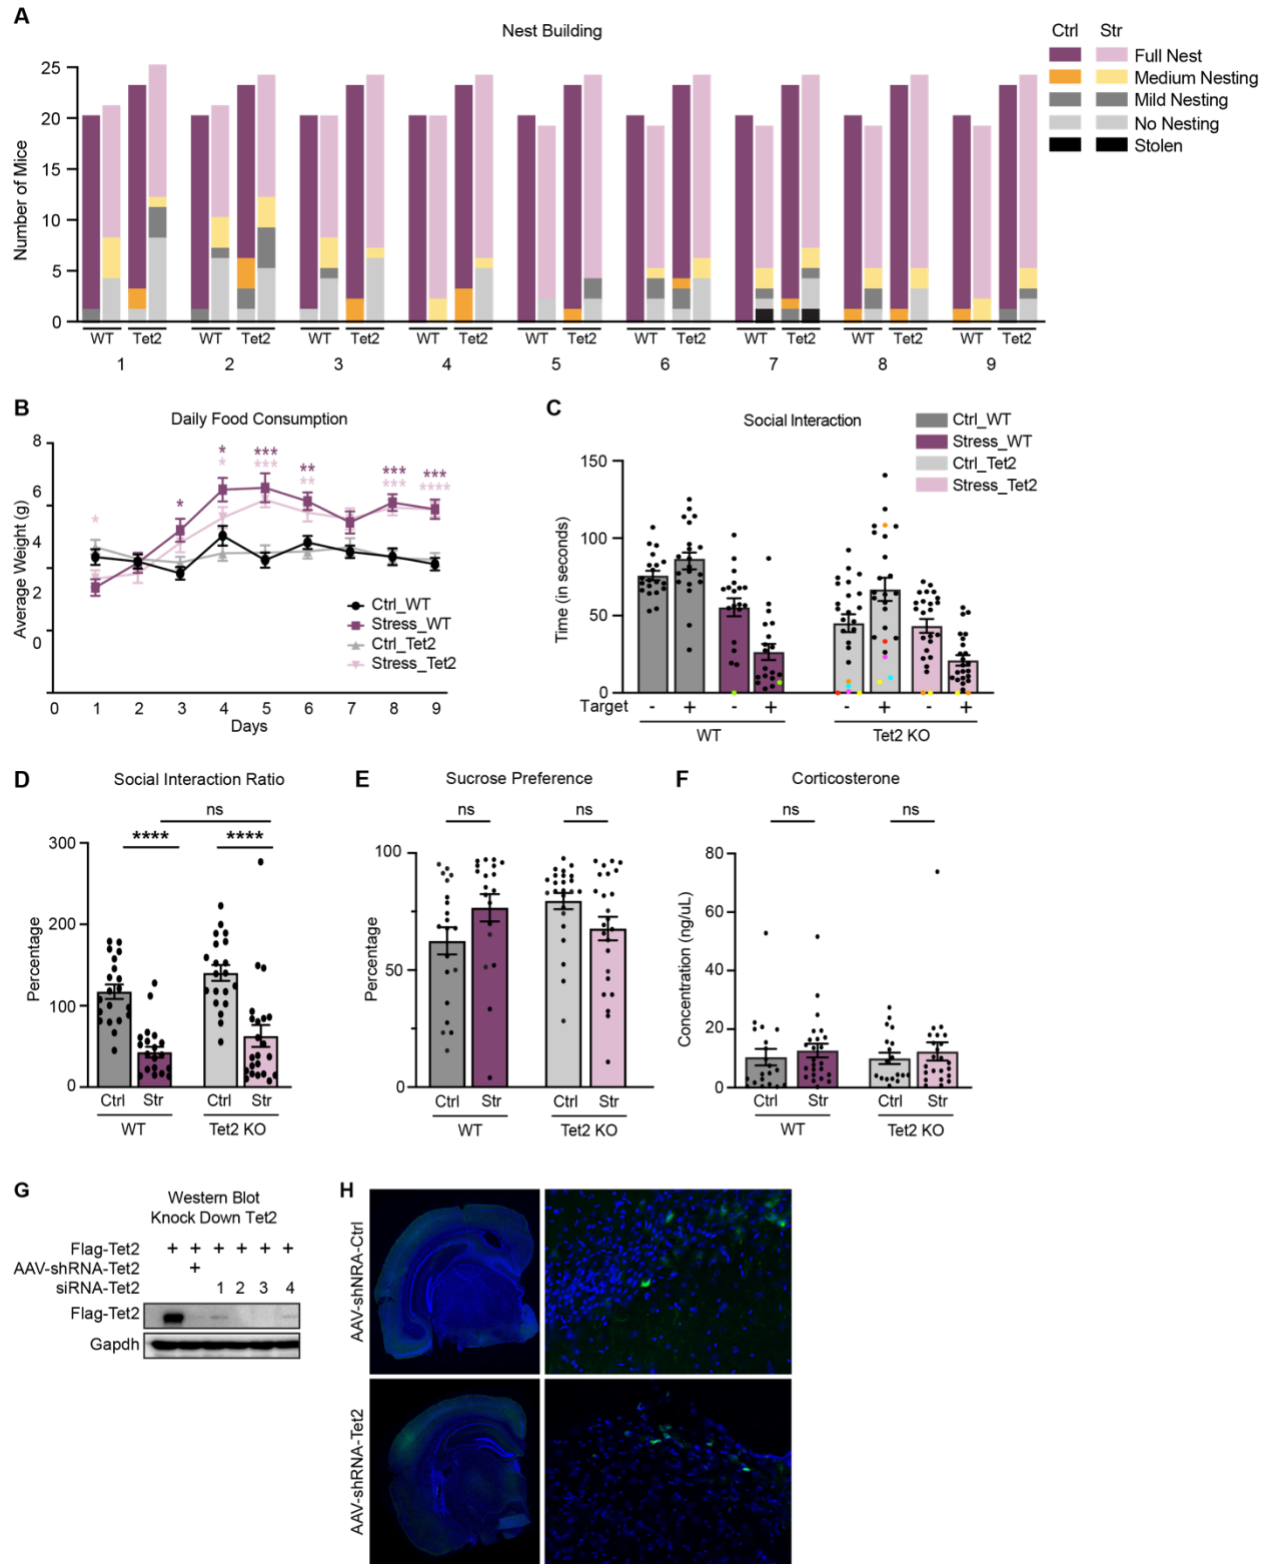 A
Nest Building
Ctrl Str
Full Nest
Medium Nesting
Mild Nesting
No Nesting
Stolen
Number of Mice
25
20
15
10
5
0
WT Tet2 WT Tet2 WT Tet2 WT Tet2 WT Tet2 WT Tet2 WT Tet2 WT Tet2 WT Tet2
1 2 3 4 5 6 7 8 9
B
Daily Food Consumption
Average Weight (g)
8
6
4
2
0
* * * *** ** *** ***
* *** ** *** ****
Ctrl_WT
Stress_WT
Ctrl_Tet2
Stress_Tet2
0 1 2 3 4 5 6 7 8 9
Days
C
Social Interaction
Ctrl_WT
Stress_WT
Ctrl_Tet2
Stress_Tet2
Time (in seconds)
150
100
50
0
Target - + - + - + - +
WT Tet2 KO
D
Social Interaction Ratio
ns
**** ****
Percentage
300
200
100
0
Ctrl Str Ctrl Str
WT Tet2 KO
E
Sucrose Preference
ns ns
Percentage
100
50
0
Ctrl Str Ctrl Str
WT Tet2 KO
F
Corticosterone
ns ns
Concentration (ng/uL)
80
60
40
20
0
Ctrl Str Ctrl Str
WT Tet2 KO
G
Western Blot
Knock Down Tet2
Flag-Tet2 + + + + + +
AAV-shRNA-Tet2 +
siRNA-Tet2 1 2 3 4
Flag-Tet2
Gapdh
H
AAV-shNRA-Ctrl
AAV-shRNA-Tet2